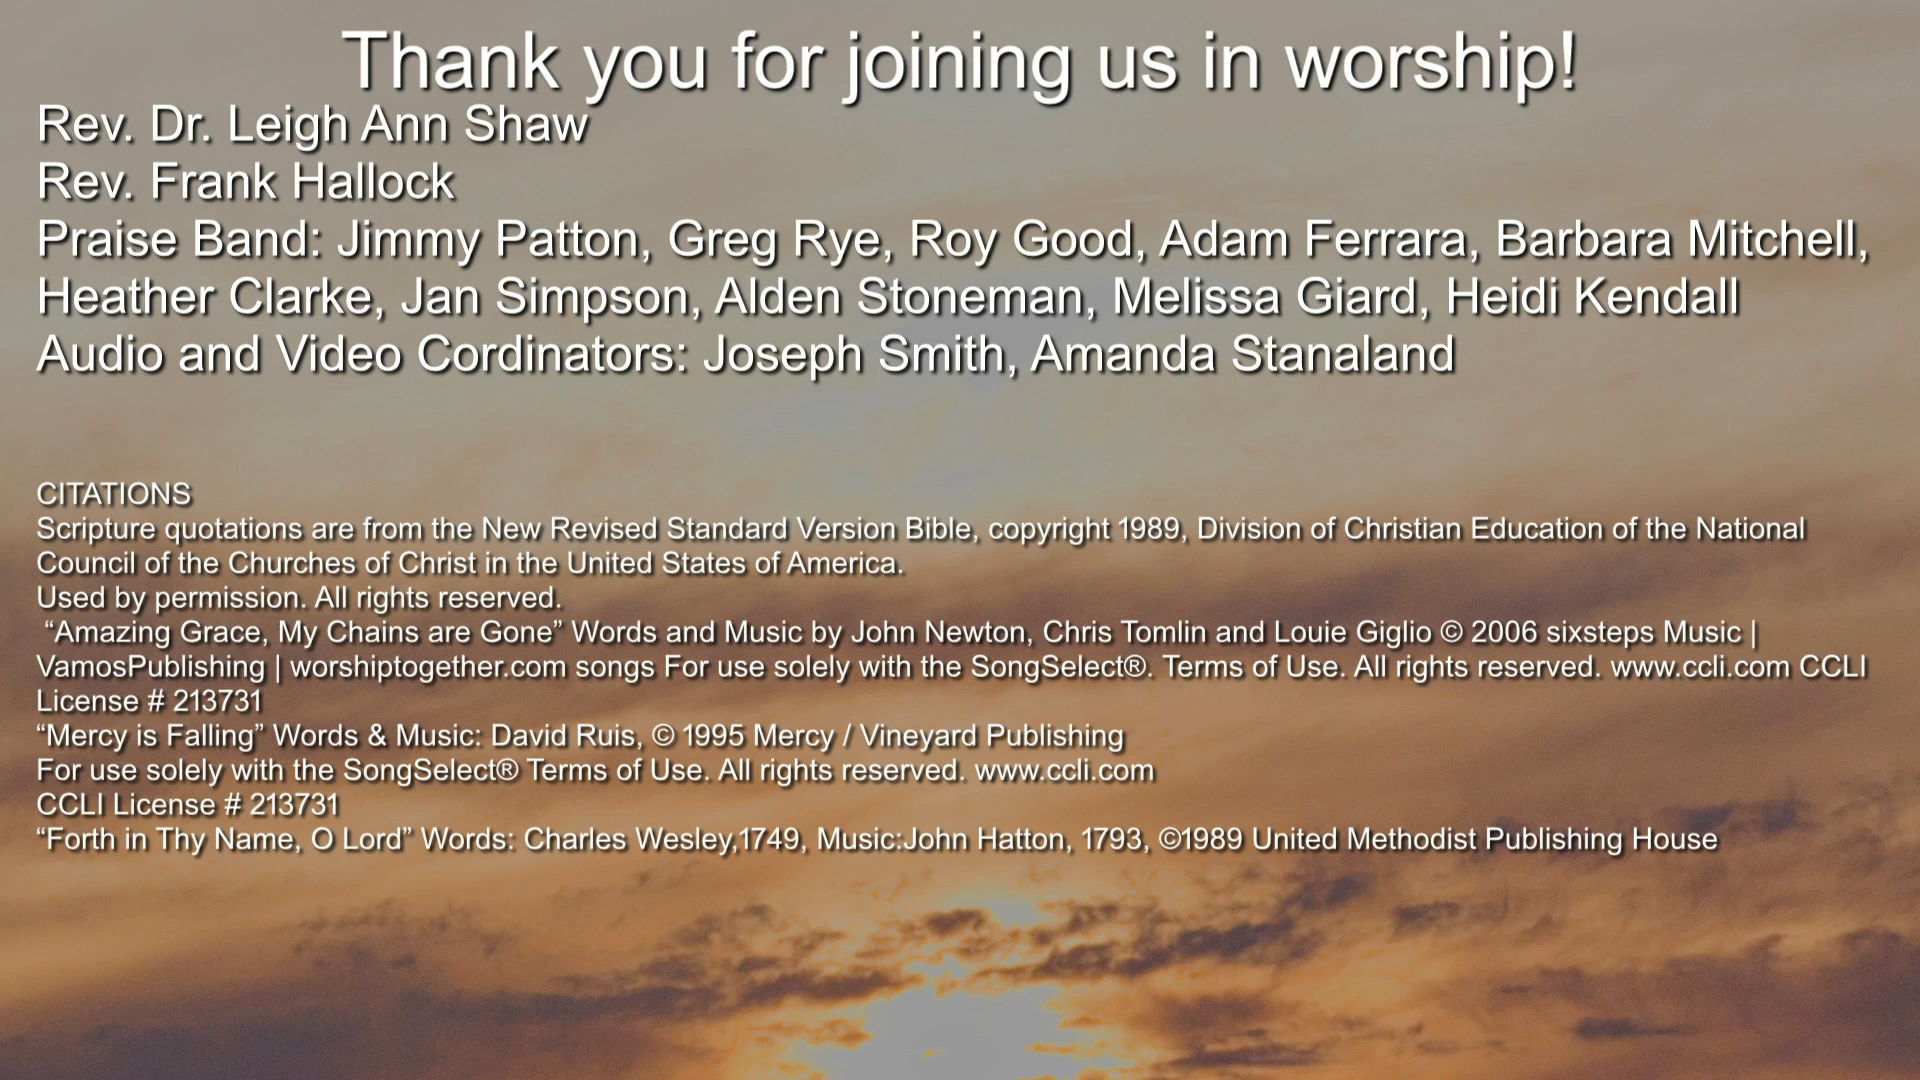 Thank you for joining us in worship!
Rev. Dr. Leigh Ann Shaw
Rev. Frank Hallock
Praise Band: Jimmy Patton, Greg Rye, Roy Good, Adam Ferrara, Barbara Mitchell,
Heather Clarke, Jan Simpson, Alden Stoneman, Melissa Giard, Heidi Kendall
Audio and Video Cordinators: Joseph Smith, Amanda Stanaland
CITATIONS
Scripture quotations are from the New Revised Standard Version Bible, copyright 1989, Division of Christian Education of the National
Council of the Churches of Christ in the United States of America.
Used by permission. All rights reserved.
“Amazing Grace, My Chains are Gone” Words and Music by John Newton, Chris Tomlin and Louie Giglio © 2006 sixsteps Music |
VamosPublishing | worshiptogether.com songs For use solely with the SongSelect®. Terms of Use. All rights reserved. www.ccli.com CCLI
License # 213731
“Mercy is Falling” Words & Music: David Ruis, © 1995 Mercy / Vineyard Publishing
For use solely with the SongSelect® Terms of Use. All rights reserved. www.ccli.com
CCLI License # 213731
“Forth in Thy Name, O Lord” Words: Charles Wesley,1749, Music:John Hatton, 1793, ©1989 United Methodist Publishing House